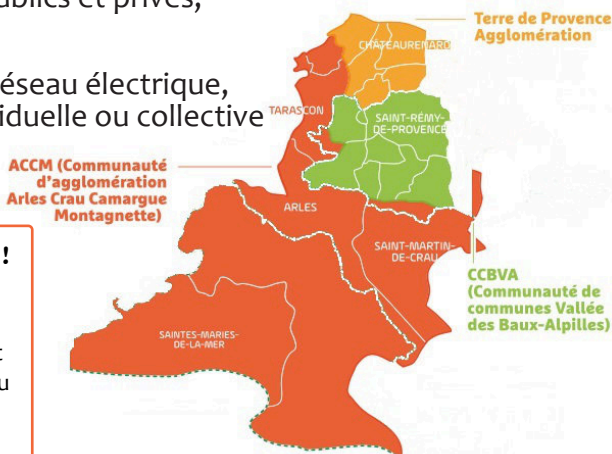 ublics et privés,
éseau électrique,
iduelle ou collective
Terre de Provence
Agglomération
CHÂTEAURENARD
TARASCON
SAINT-RÉMY-
DE-PROVENCE
ACCM (Communauté
d'agglomération
Arles Crau Camargue
Montagnette)
ARLES
SAINT-MARTIN-
DE-CRAU
!
CCBVA
(Communauté de
communes Vallée
des Baux-Alpilles)
SAINTES-MARIES-
DE-LA-MER
t
u